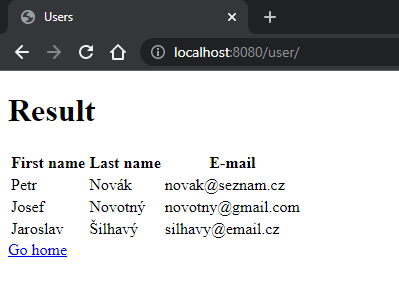 Users
localhost:8080/user/
Result
First name Last name E-mail
Petr Novák novak@seznam.cz
Josef Novotný novotny@gmail.com
Jaroslav Šilhavý silhavy@email.cz
Go home